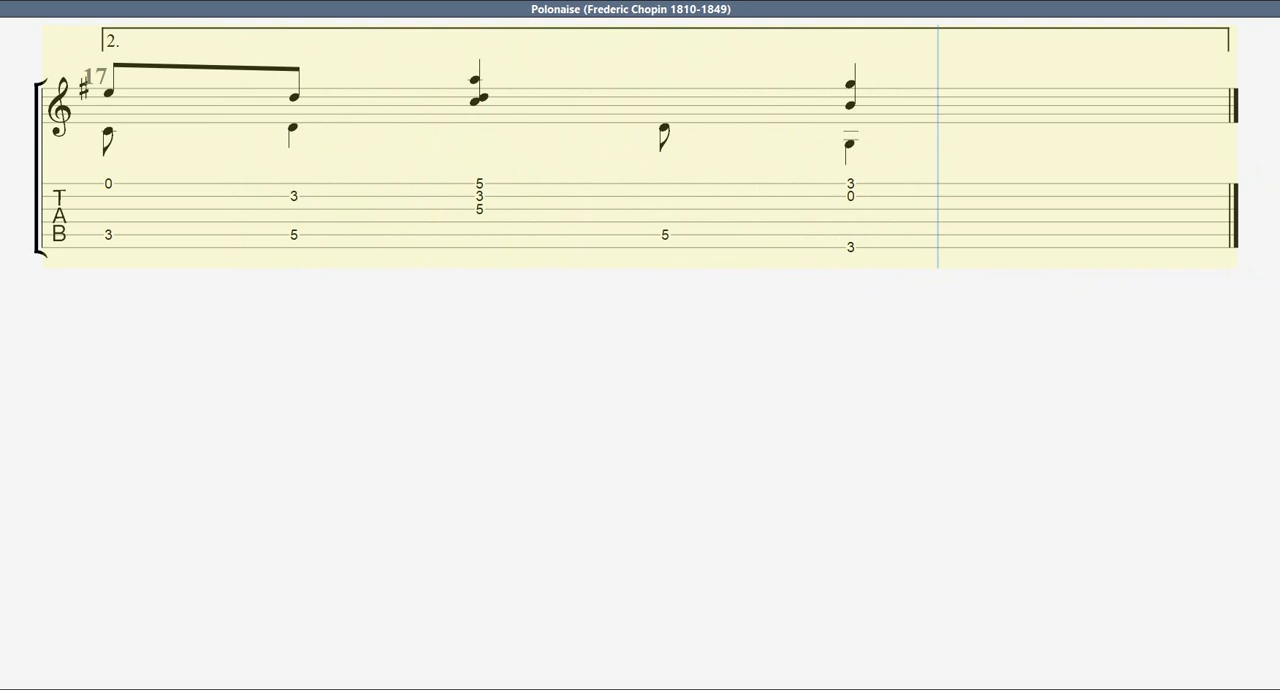 Polonaise (Frederic Chopin 1810-1849)
2.
17
0 5 3
T 3 3 0
A 5
B 3 5 5
3